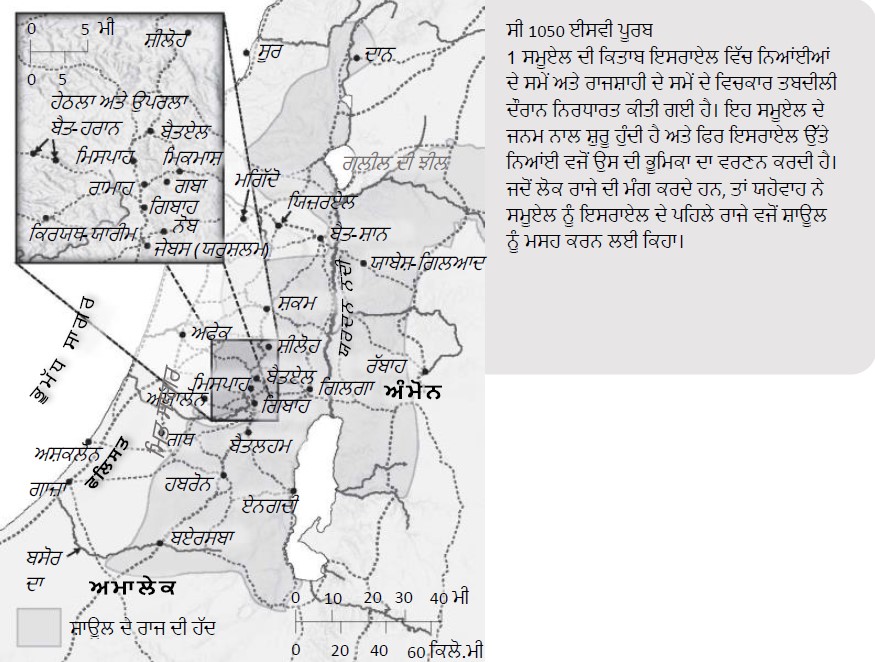 ਸੀ 1050 ਈਸਵੀ ਪੂਰਬ
1 ਸਮੂਏਲ ਦੀ ਕਿਤਾਬ ਇਸਰਾਏਲ ਵਿੱਚ ਨਿਆਂਈਆਂ
ਦੇ ਸਮੇਂ ਅਤੇ ਰਾਜਸ਼ਾਹੀ ਦੇ ਸਮੇਂ ਦੇ ਵਿਚਕਾਰ ਤਬਦੀਲੀ
ਦੌਰਾਨ ਨਿਰਧਾਰਤ ਕੀਤੀ ਗਈ ਹੈ। ਇਹ ਸਮੂਏਲ ਦੇ
ਜਨਮ ਨਾਲ ਸ਼ੁਰੂ ਹੁੰਦੀ ਹੈ ਅਤੇ ਫਿਰ ਇਸਰਾਏਲ ਉੱਤੇ
ਨਿਆਂਈ ਵਜੋਂ ਉਸ ਦੀ ਭੂਮਿਕਾ ਦਾ ਵਰਣਨ ਕਰਦੀ ਹੈ।
ਜਦੋਂ ਲੋਕ ਰਾਜੇ ਦੀ ਮੰਗ ਕਰਦੇ ਹਨ, ਤਾਂ ਯਹੋਵਾਹ ਨੇ
ਸਮੂਏਲ ਨੂੰ ਇਸਰਾਏਲ ਦੇ ਪਹਿਲੇ ਰਾਜੇ ਵਜੋਂ ਸ਼ਾਊਲ
ਨੂੰ ਮਸਹ ਕਰਨ ਲਈ ਕਿਹਾ।
0 5 ਮੀ
0 5
ਸ਼ੀਲੋਹ
ਹੇਠਲਾ ਅਤੇ ਉਪਰਲਾ
ਬੈਤ-ਹਰਾਨ
ਬੈਤਏਲ
ਮਿਸਪਾਹ
ਮਿਕਮਾਸ਼
ਰਾਮਾਹ
ਗਬਾ
ਗਿਬਾਹ
ਨੋਬ
ਕਿਰਯਥ-ਯਾਰੀਮ
ਜੇਬਸ (ਯਰੂਸ਼ਲਮ)
ਸੂਰ
ਦਾਨ
ਗਲੀਲ ਦੀ ਝੀਲ
ਮਗਿੱਦੋ
ਯਿਜ਼ਰਏਲ
ਬੈਤ-ਸ਼ਾਨ
ਯਾਬੇਸ਼-ਗਿਲਆਦ
ਯਰਦਨ ਨਦੀ
ਸ਼ਕਮ
ਭੂਮੱਧ ਸਾਗਰ
ਅਫੇਕ
ਸ਼ੀਲੋਹ
ਰੱਬਾਹ
ਮਿਸਪਾਹ
ਬੈਤਏਲ
ਗਿਲਗਾ
ਅੰਮੋਨ
ਗਿਬਾਹ
ਗਥ
ਬੈਤਲਹਮ
ਅਸ਼ਕਲੋਨ
ਫਲਿਸਤ
ਗਾਜ਼ਾ
ਹਬਰੋਨ
ਏਨਗਦੀ
ਬਏਰਸਬਾ
ਬਸੋਰ
ਦਾ
ਅਮਾਲੇਕ
ਸ਼ਾਊਲ ਦੇ ਰਾਜ ਦੀ ਹੱਦ
0 10 20 30 40 ਮੀ
0 20 40 60 ਕਿਲੋ.ਮੀ